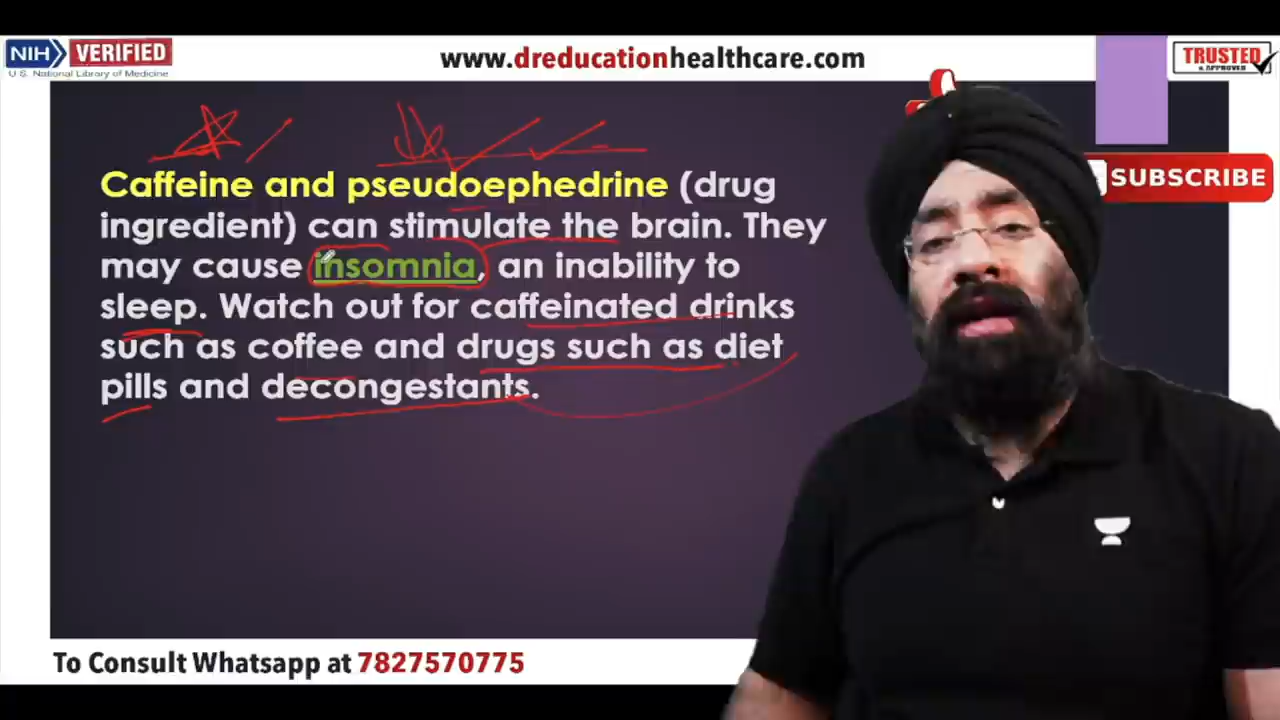 NIH VERIFIED
U.S. National Library of Medicine
www.dreducationhealthcare.com
TRUSTED
& APPROVED
SUBSCRIBE
Caffeine and pseudoephedrine (drug
ingredient) can stimulate the brain. They
may cause insomnia, an inability to
sleep. Watch out for caffeinated drinks
such as coffee and drugs such as diet
pills and decongestants.
To Consult Whatsapp at 7827570775